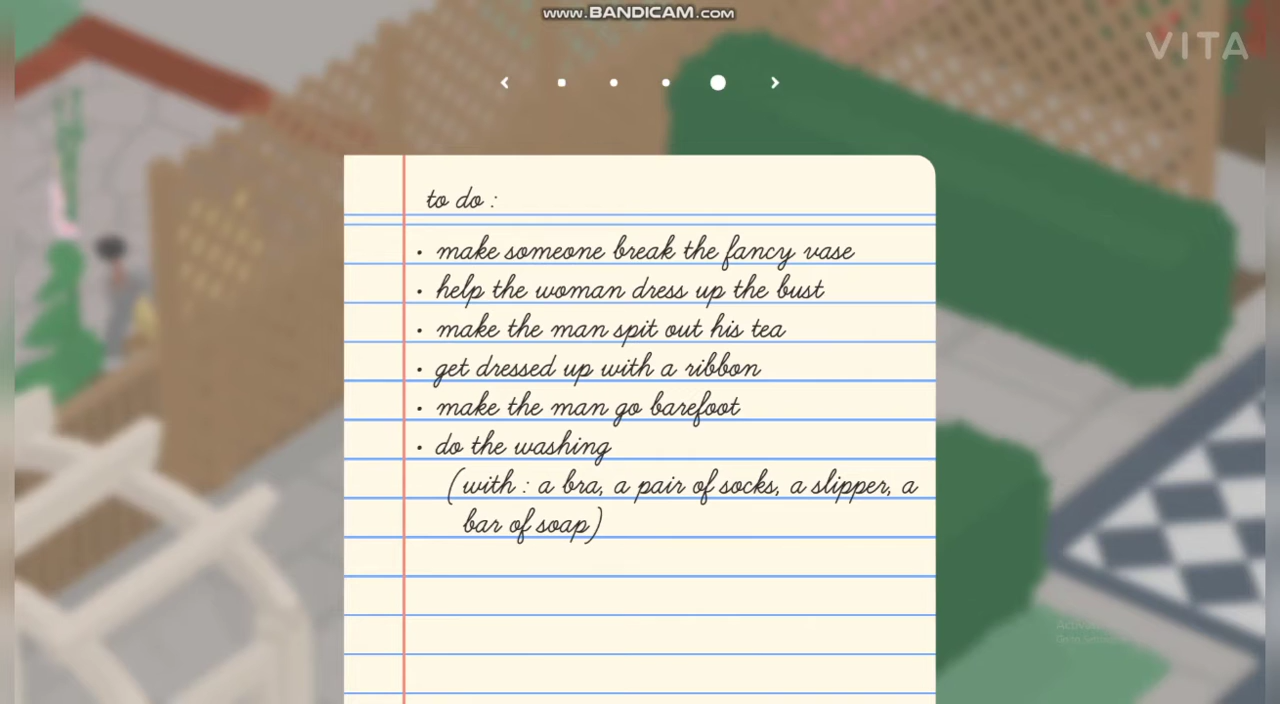 www.BANDICAM.com
VITA
to do :
• make someone break the fancy vase
• help the woman dress up the bust
• make the man spit out his tea
• get dressed up with a ribbon
• make the man go barefoot
• do the washing
(with : a bra, a pair of socks, a slipper, a
bar of soap)